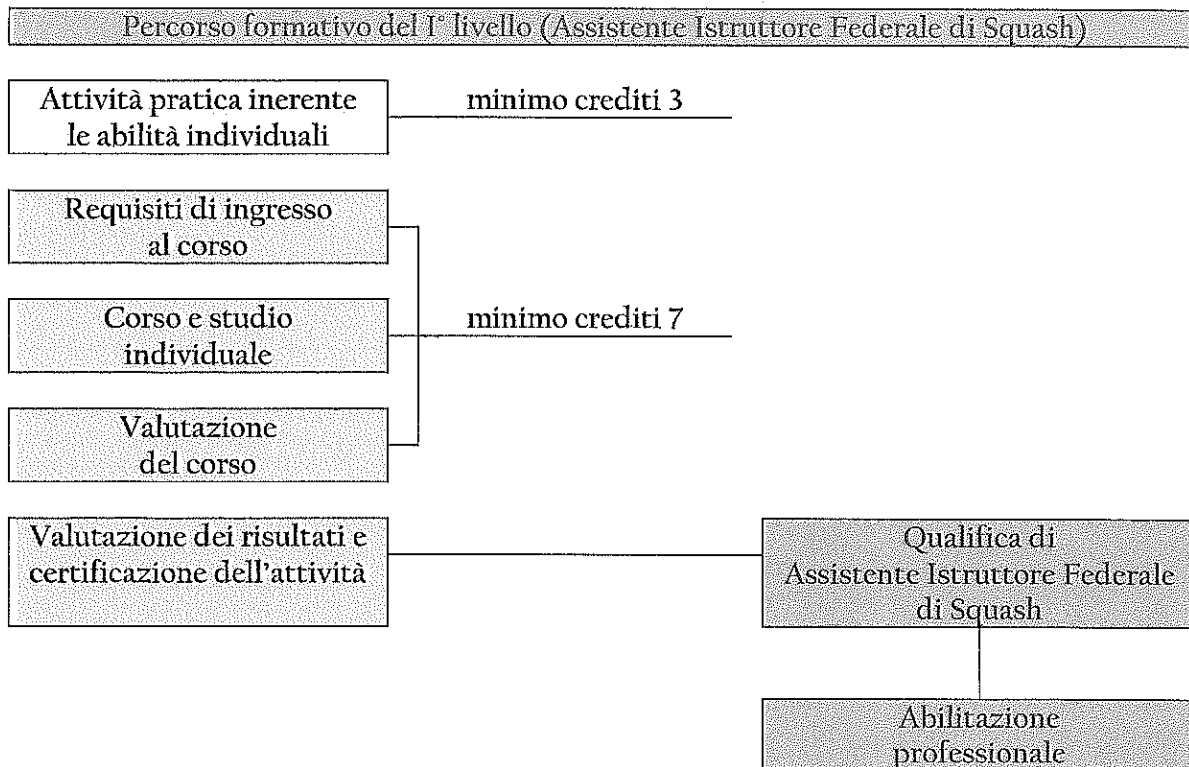 Percorso formativo del I° livello (Assistente Istruttore Federale di Squash)
Attività pratica inerente
le abilità individuali
minimo crediti 3
Requisiti di ingresso
al corso
Corso e studio
individuale
minimo crediti 7
Valutazione
del corso
Valutazione dei risultati e
certificazione dell'attività
Qualifica di
Assistente Istruttore Federale
di Squash
Abilitazione
professionale